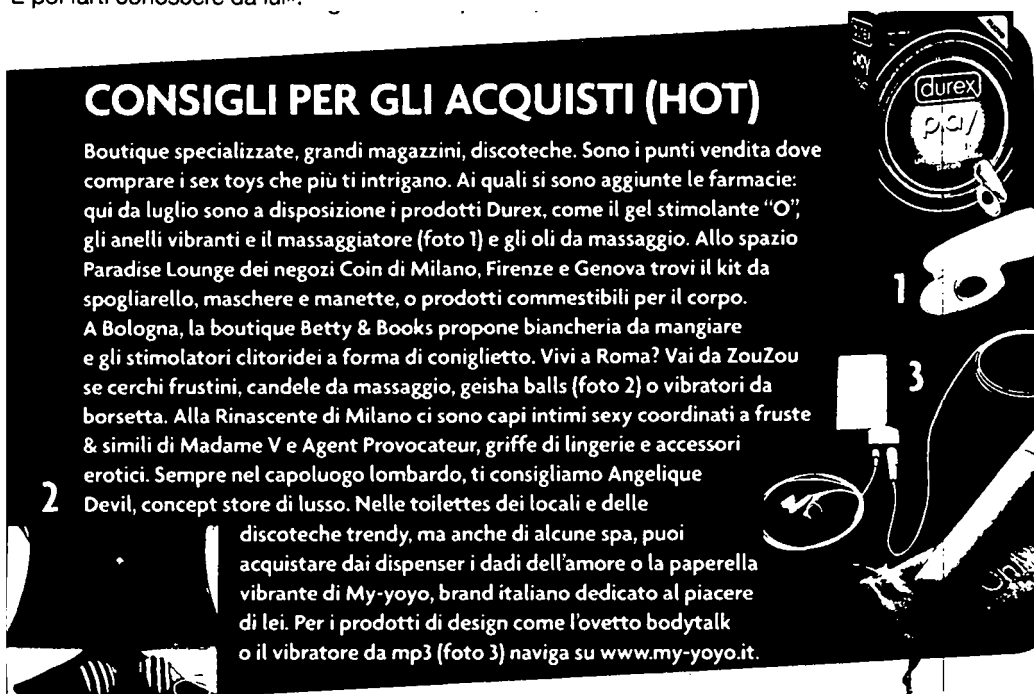 E poi farti conoscere da lui».
CONSIGLI PER GLI ACQUISTI (HOT)
Boutique specializzate, grandi magazzini, discoteche. Sono i punti vendita dove
comprare i sex toys che più ti intrigano. Ai quali si sono aggiunte le farmacie:
qui da luglio sono a disposizione i prodotti Durex, come il gel stimolante “O”,
gli anelli vibranti e il massaggiatore (foto 1) e gli oli da massaggio. Allo spazio
Paradise Lounge dei negozi Coin di Milano, Firenze e Genova trovi il kit da
spogliarello, maschere e manette, o prodotti commestibili per il corpo.
A Bologna, la boutique Betty & Books propone biancheria da mangiare
e gli stimolatori clitoridei a forma di coniglietto. Vivi a Roma? Vai da ZouZou
se cerchi frustini, candele da massaggio, geisha balls (foto 2) o vibratori da
borsetta. Alla Rinascente di Milano ci sono capi intimi sexy coordinati a fruste
& simili di Madame V e Agent Provocateur, griffe di lingerie e accessori
erotici. Sempre nel capoluogo lombardo, ti consigliamo Angelique
Devil, concept store di lusso. Nelle toilettes dei locali e delle
discoteche trendy, ma anche di alcune spa, puoi
acquistare dai dispenser i dadi dell'amore o la paperella
vibrante di My-yoyo, brand italiano dedicato al piacere
di lei. Per i prodotti di design come l'ovetto bodytalk
o il vibratore da mp3 (foto 3) naviga su www.my-yoyo.it.
durex
play
1
3
2